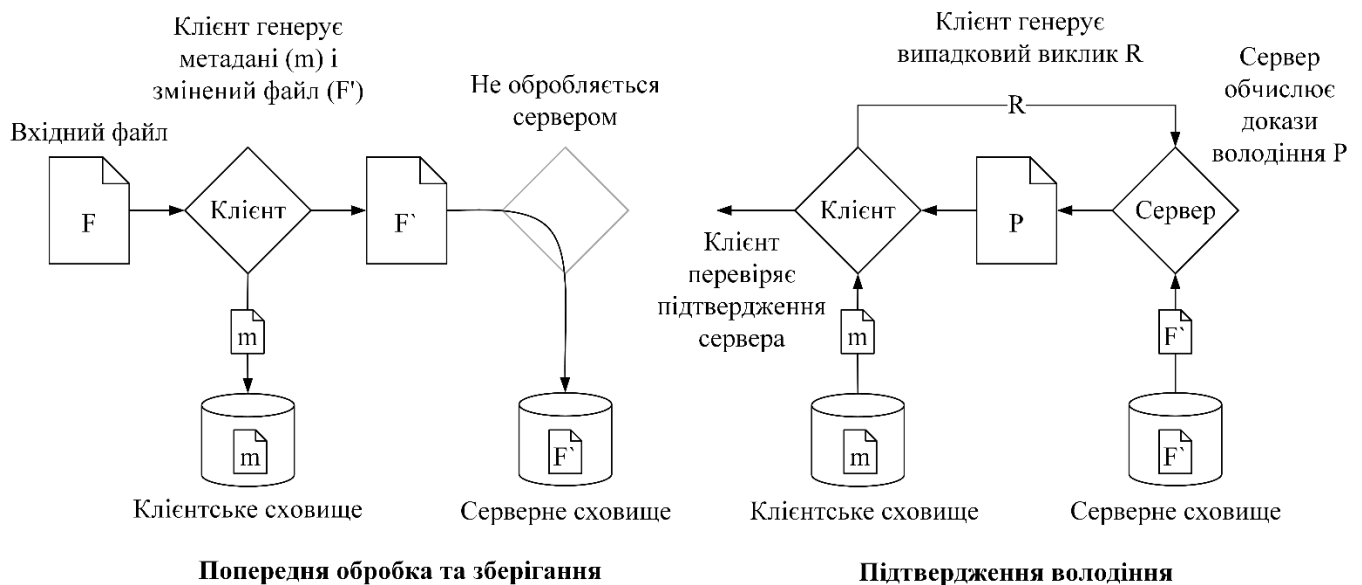 Клієнт генерує
метадані (m) і
змінений файл (F')
Не обробляється
сервером
Вхідний файл
F
Клієнт
F`
m
m
F`
Клієнтське сховище
Серверне сховище
Попередня обробка та зберігання
Клієнт генерує
випадковий виклик R
Сервер
обчислює
докази
володіння P
R
Клієнт
P
Сервер
Клієнт
перевіряє
підтвердження
сервера
m
F`
m
F`
Клієнтське сховище
Серверне сховище
Підтвердження володіння